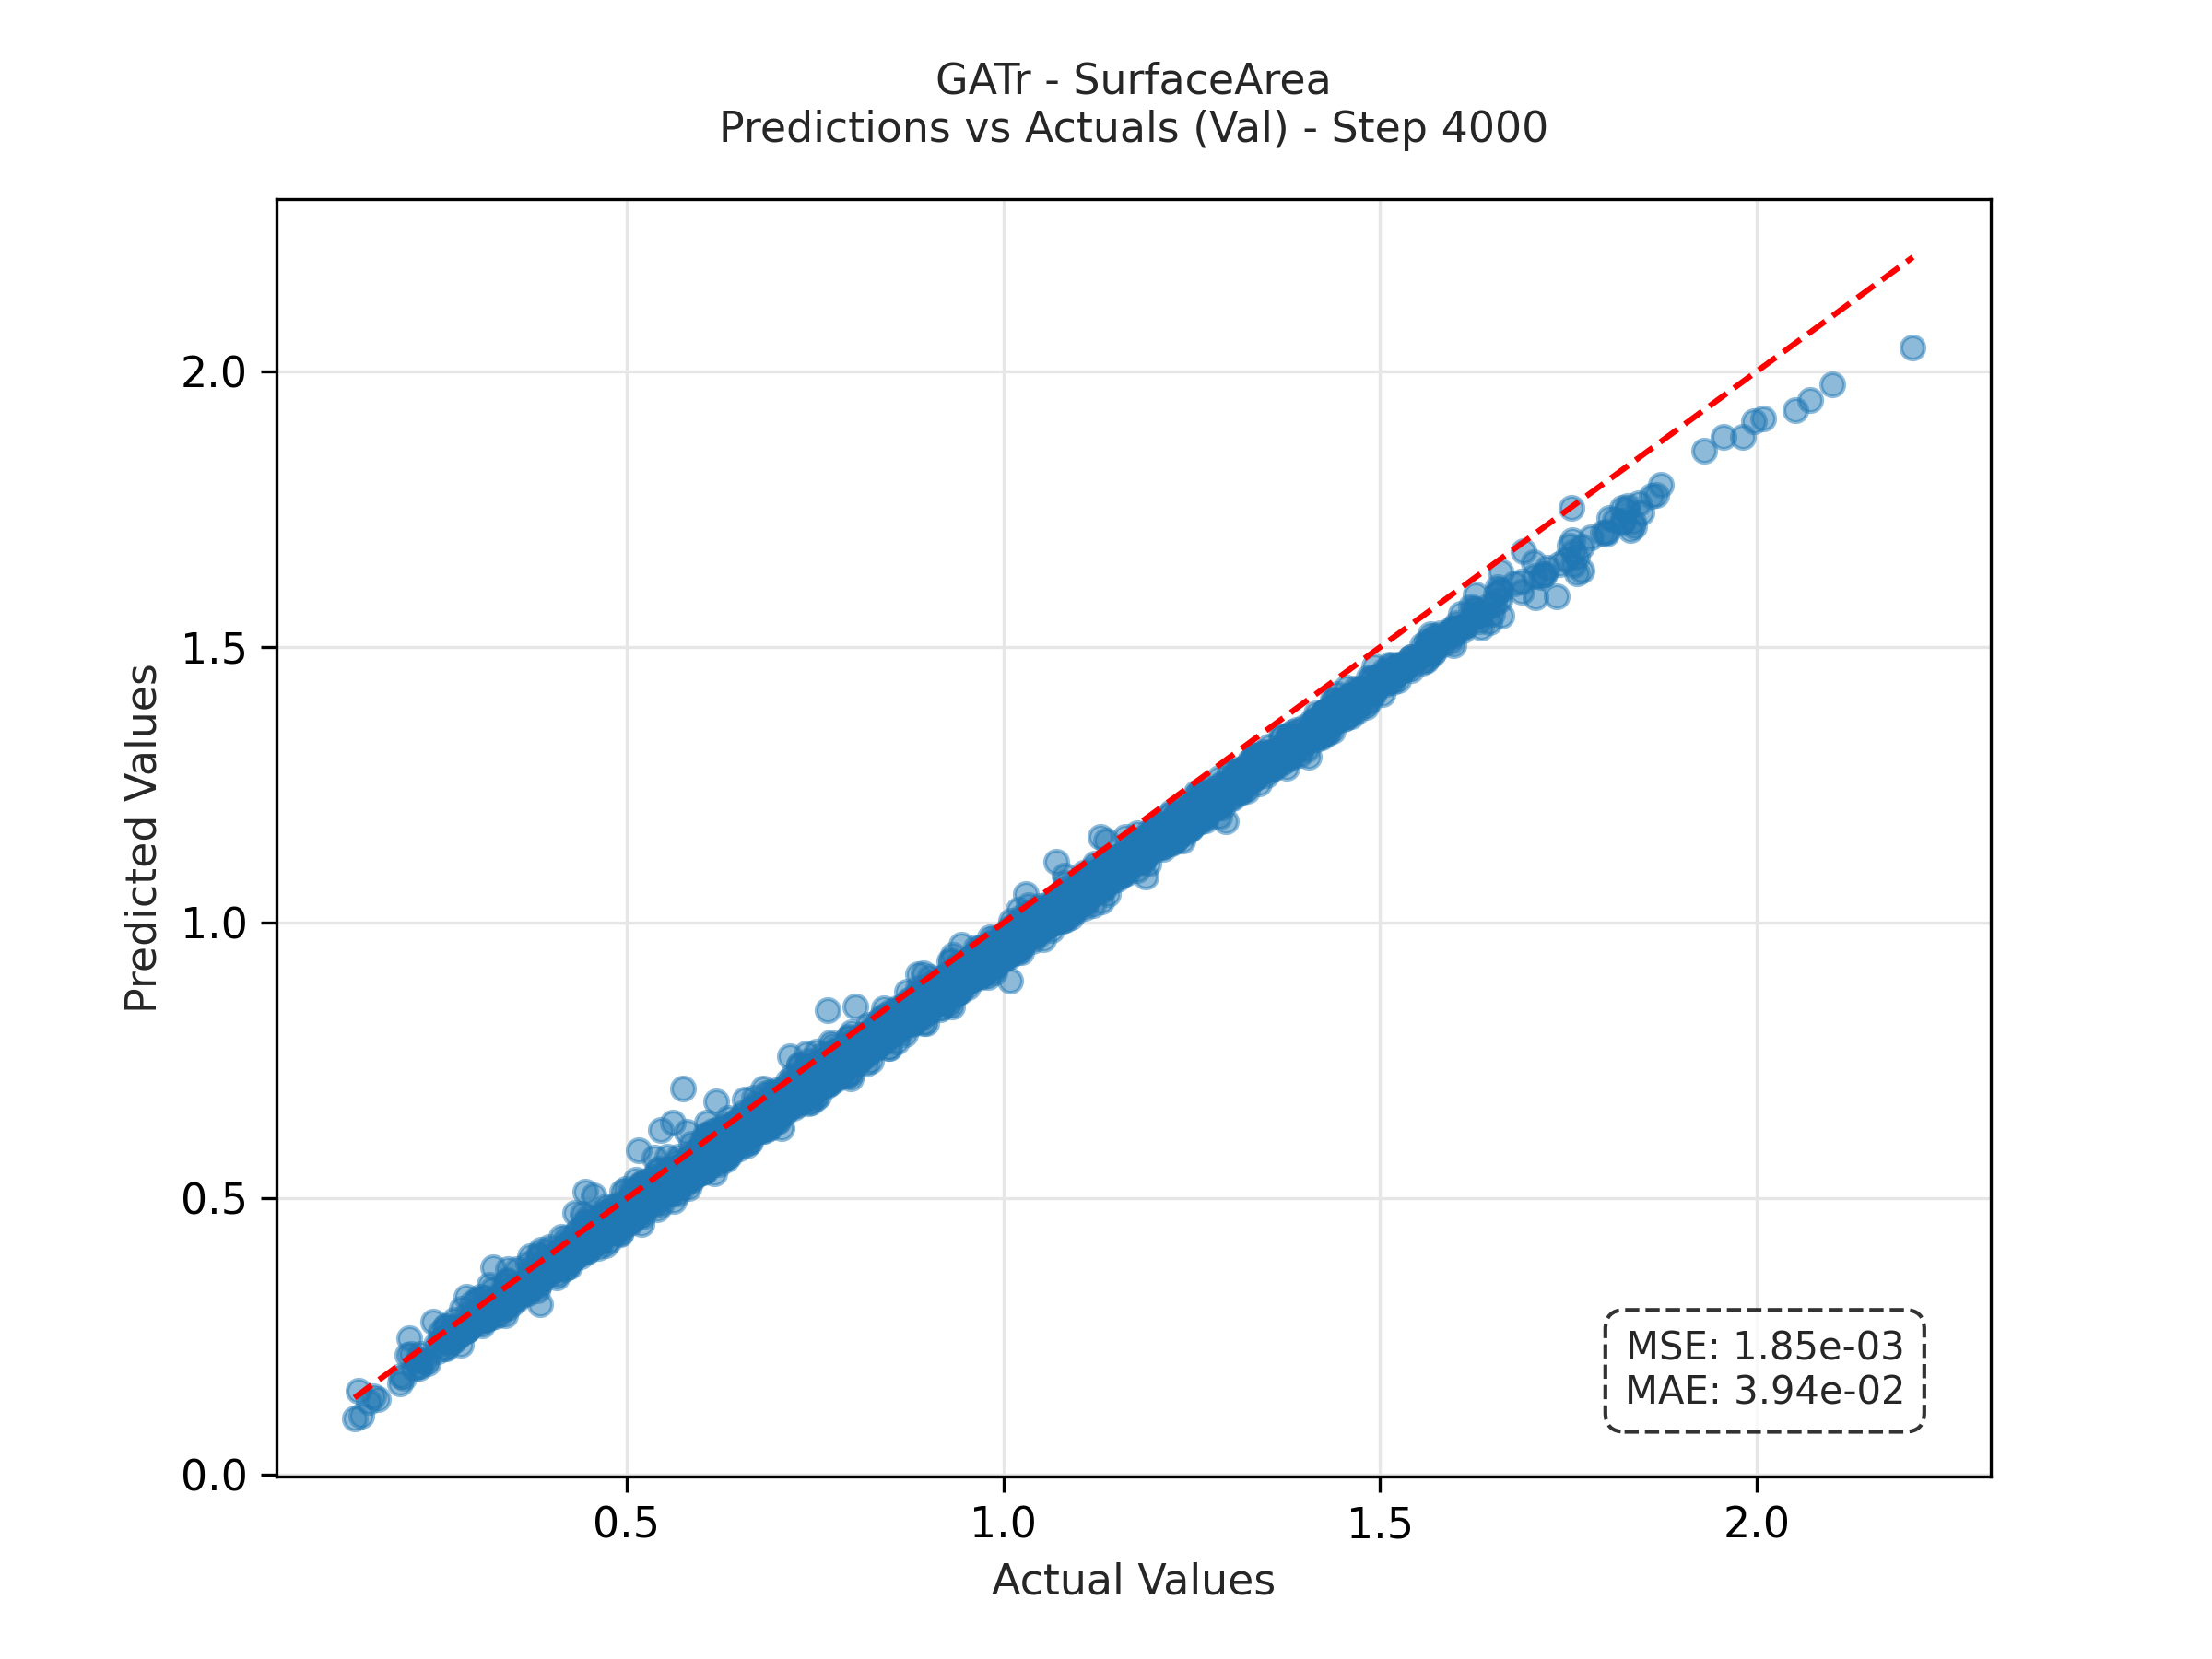 GATr - SurfaceArea
Predictions vs Actuals (Val) - Step 4000
Predicted Values
2.0
1.5
1.0
0.5
0.0
MSE: 1.85e-03
MAE: 3.94e-02
0.5
1.0
1.5
2.0
Actual Values